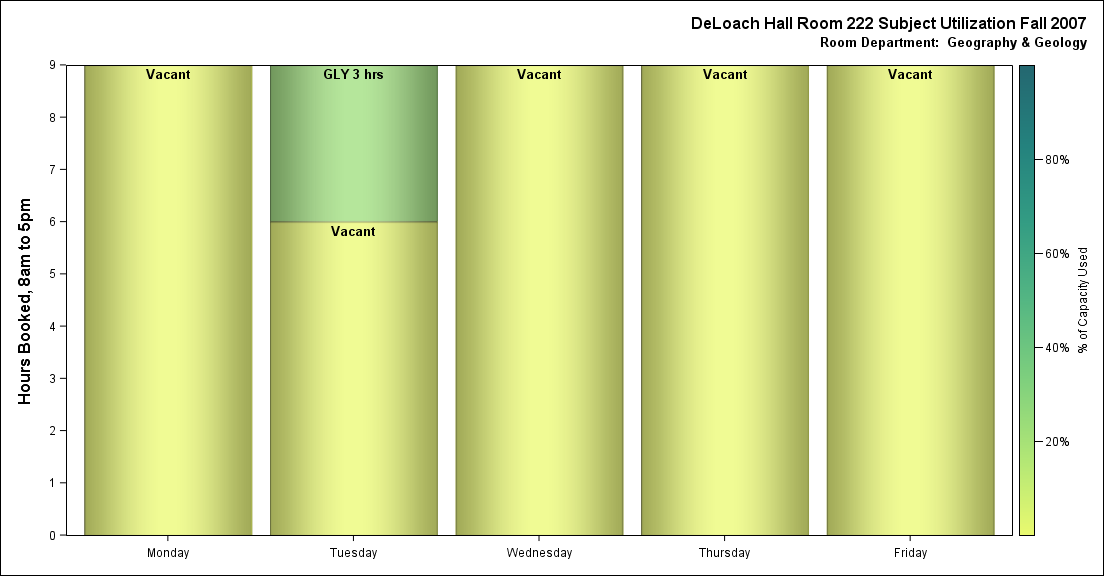 DeLoach Hall Room 222 Subject Utilization Fall 2007
Room Department:  Geography & Geology
Hours Booked, 8am to 5pm
9
8
7
6
5
4
3
2
1
0
Vacant
GLY 3 hrs
Vacant
Vacant
Vacant
Vacant
Monday
Tuesday
Wednesday
Thursday
Friday
80%
60%
40%
20%
% of Capacity Used